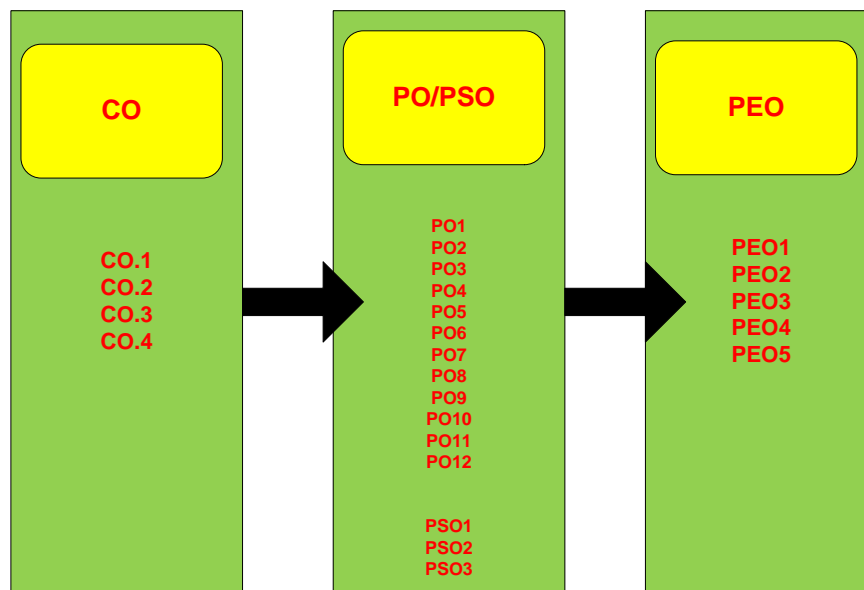 CO
CO.1
CO.2
CO.3
CO.4
PO/PSO
PO1
PO2
PO3
PO4
PO5
PO6
PO7
PO8
PO9
PO10
PO11
PO12
PSO1
PSO2
PSO3
PEO
PEO1
PEO2
PEO3
PEO4
PEO5